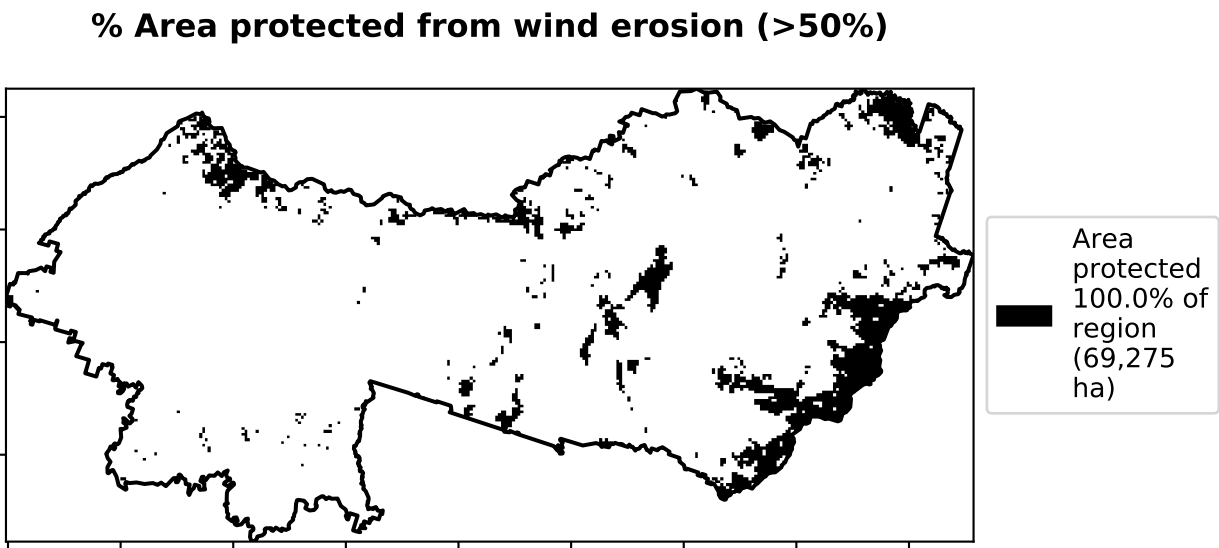 % Area protected from wind erosion (>50%)
Area
protected
100.0% of
region
(69,275
ha)